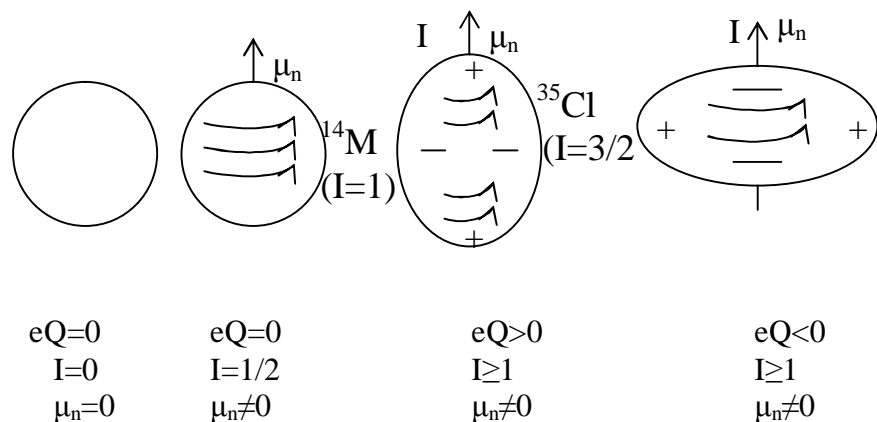 I μₙ
I μₙ
μₙ
+
¹⁴M
(I=1)
³⁵Cl
(I=3/2
+ +
— —
+
eQ=0 eQ=0 eQ>0 eQ<0
I=0 I=1/2 I≥1 I≥1
μₙ=0 μₙ≠0 μₙ≠0 μₙ≠0